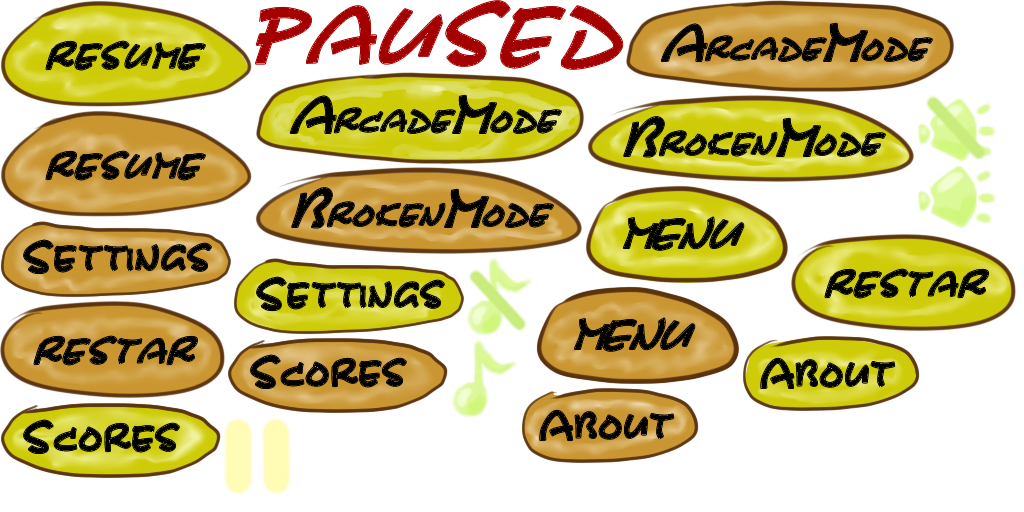 RESUME
PAUSED
ARCADEMODE
ARCADEMODE
BROKENMODE
RESUME
BROKENMODE
MENU
SETTINGS
SETTINGS
RESTAR
MENU
RESTAR
SCORES
ABOUT
ABOUT
SCORES